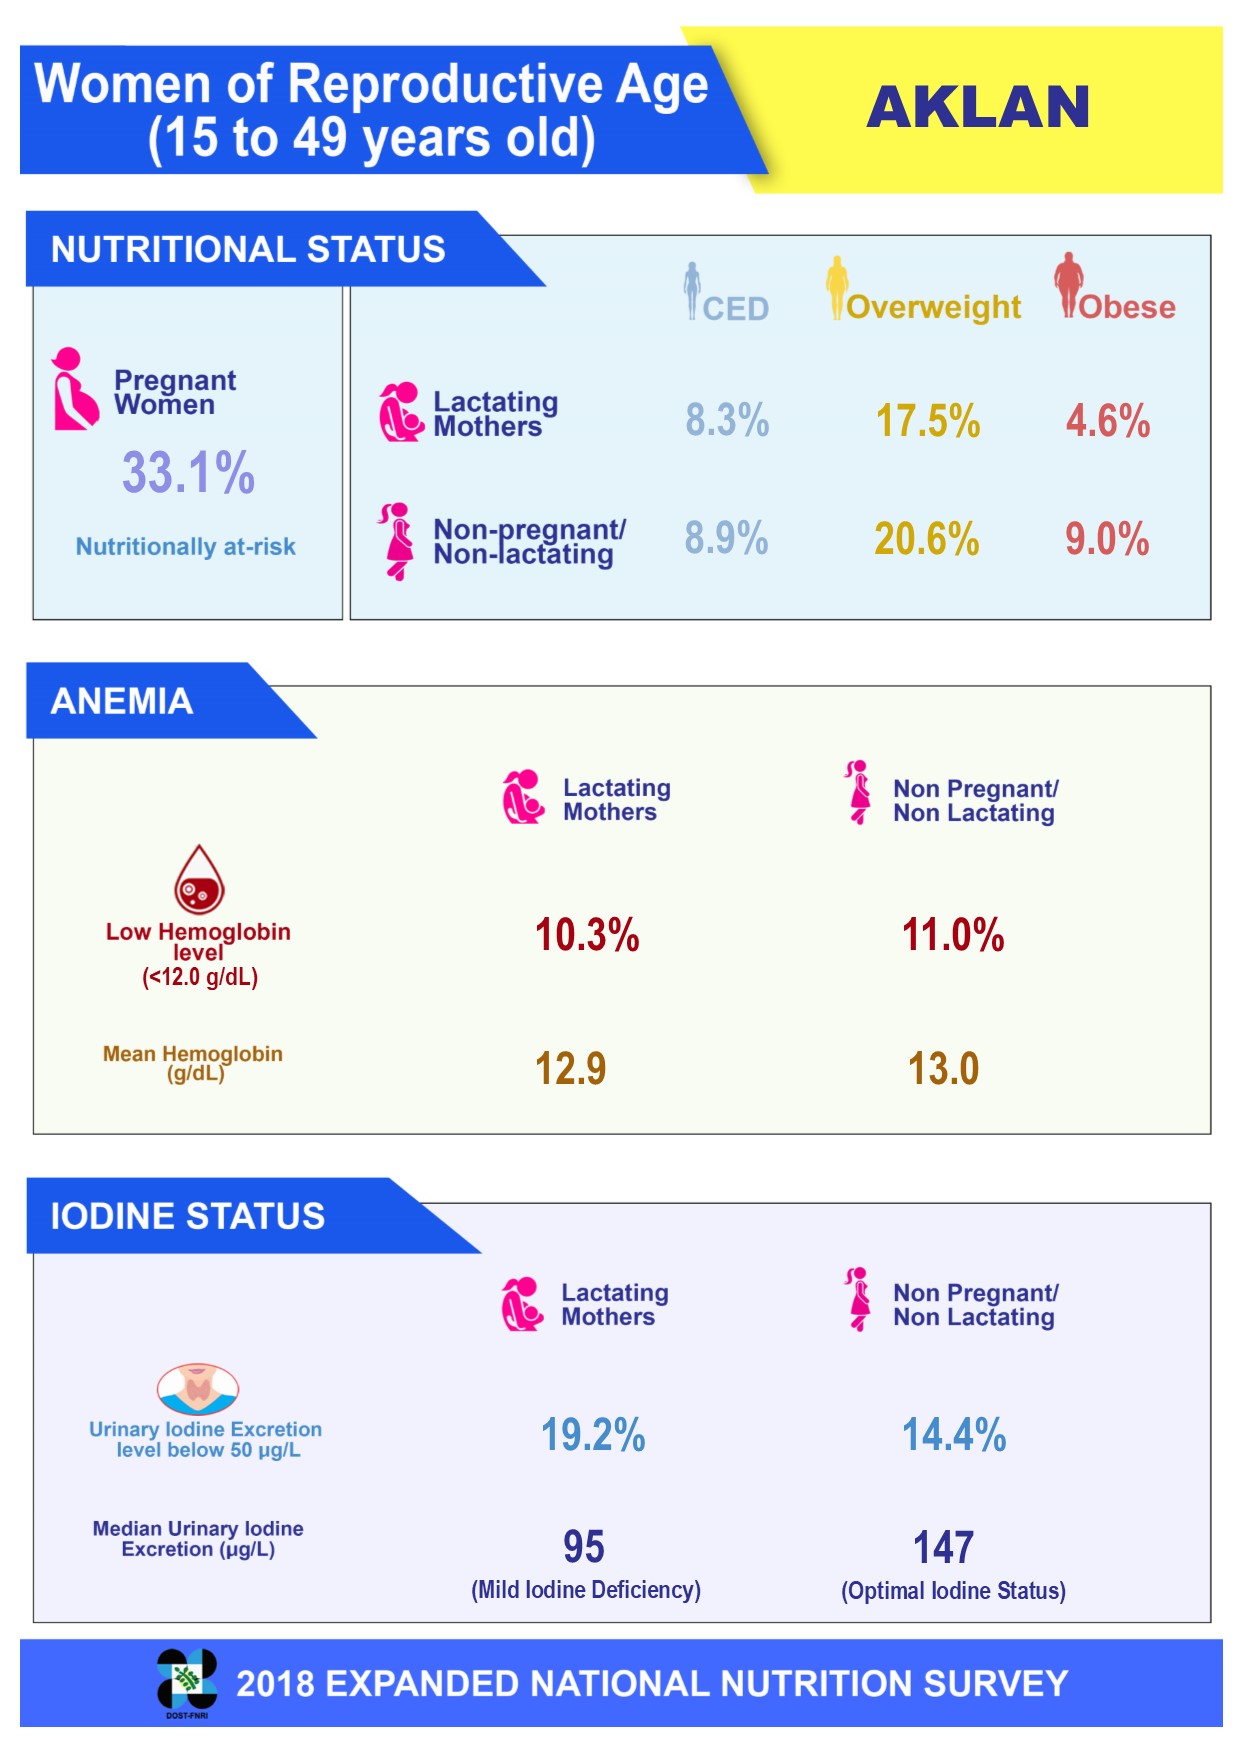 Women of Reproductive Age
(15 to 49 years old)
AKLAN
NUTRITIONAL STATUS
Pregnant
Women
33.1%
Nutritionally at-risk
CED Overweight Obese
Lactating
Mothers
8.3% 17.5% 4.6%
Non-pregnant/
Non-lactating
8.9% 20.6% 9.0%
ANEMIA
Lactating
Mothers
Non Pregnant/
Non Lactating
Low Hemoglobin
level
(<12.0 g/dL)
10.3% 11.0%
Mean Hemoglobin
(g/dL)
12.9 13.0
IODINE STATUS
Lactating
Mothers
Non Pregnant/
Non Lactating
Urinary Iodine Excretion
level below 50 µg/L
19.2% 14.4%
Median Urinary Iodine
Excretion (µg/L)
95 147
(Mild Iodine Deficiency) (Optimal Iodine Status)
DOST-FNRI
2018 EXPANDED NATIONAL NUTRITION SURVEY